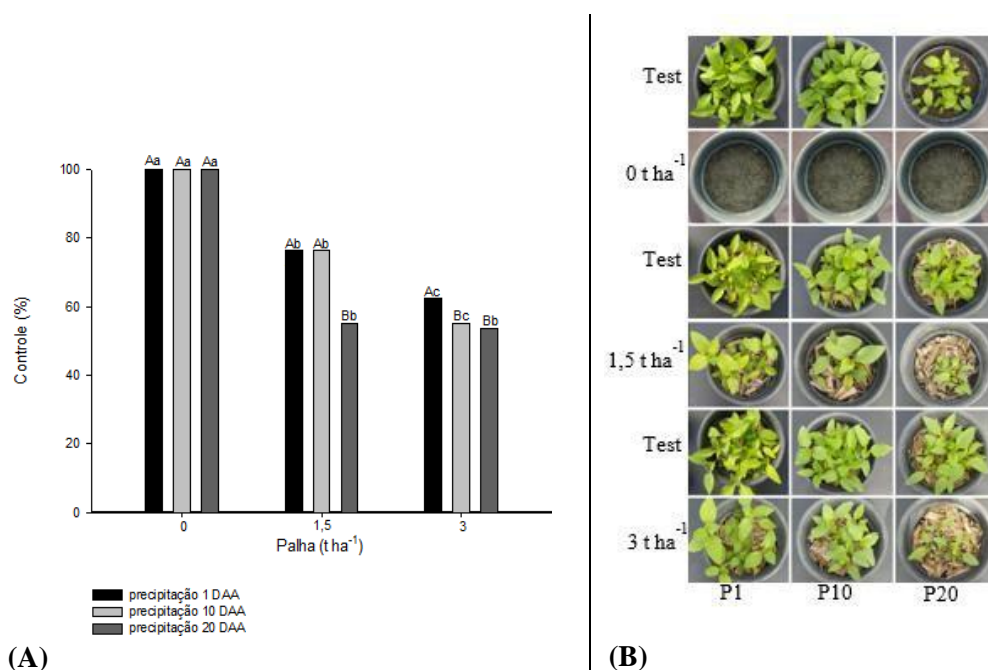 100
80
60
40
20
0
Controle (%)
Aa Aa Aa
Ab Ab
Bb
Ac
Bc Bb
0 1,5 3
Palha (t ha⁻¹)
precipitação 1 DAA
precipitação 10 DAA
precipitação 20 DAA
(A)
Test
0 t ha⁻¹
Test
1,5 t ha⁻¹
Test
3 t ha⁻¹
P1 P10 P20
(B)